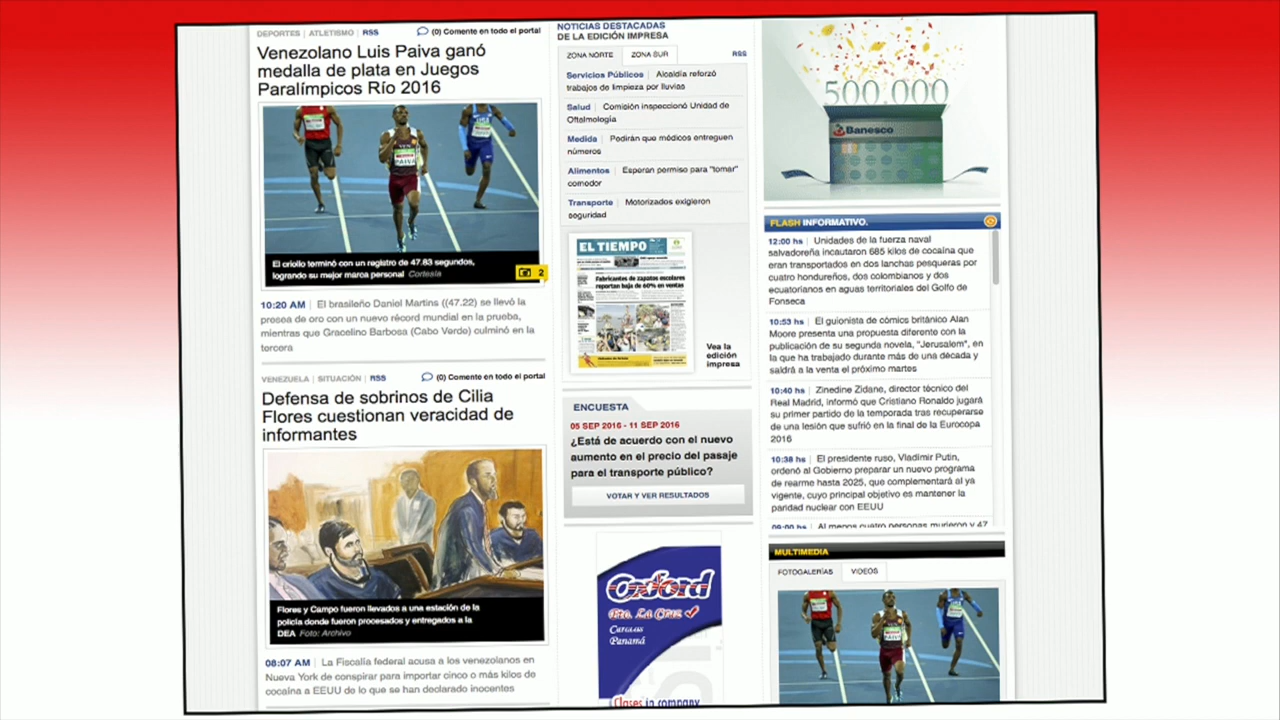 DEPORTES | ATLETISMO | RSS
(0) Comente en todo el portal
Venezolano Luis Paiva ganó
medalla de plata en Juegos
Paralímpicos Río 2016
VEN
PAIVA
El criollo terminó con un registro de 47.83 segundos,
logrando su mejor marca personal Cortesía
2
10:20 AM | El brasileño Daniel Martins ((47.22) se llevó la
presea de oro con un nuevo récord mundial en la prueba,
mientras que Gracelino Barbosa (Cabo Verde) culminó en la
tercera
VENEZUELA | SITUACIÓN | RSS
(0) Comente en todo el portal
Defensa de sobrinos de Cilia
Flores cuestionan veracidad de
informantes
Flores y Campo fueron llevados a una estación de la
policía donde fueron procesados y entregados a la
DEA Foto: Archivo
08:07 AM | La Fiscalía federal acusa a los venezolanos en
Nueva York de conspirar para importar cinco o más kilos de
cocaína a EEUU de lo que se han declarado inocentes
NOTICIAS DESTACADAS
DE LA EDICIÓN IMPRESA
ZONA NORTE
ZONA SUR
RSS
Servicios Públicos | Alcaldía reforzó
trabajos de limpieza por lluvias
Salud | Comisión inspeccionó Unidad de
Oftalmología
Medida | Pedirán que médicos entreguen
números
Alimentos | Esperan permiso para "tomar"
comedor
Transporte | Motorizados exigieron
seguridad
EL TIEMPO
Fabricantes de zapatos escolares
reportan baja de 60% en ventas
Vea la
edición
impresa
ENCUESTA
05 SEP 2016 - 11 SEP 2016
¿Está de acuerdo con el nuevo
aumento en el precio del pasaje
para el transporte público?
VOTAR Y VER RESULTADOS
Oxford
Pto. La Cruz
Caracas
Panamá
Clases in company
500.000
Banesco
FLASH INFORMATIVO.
12:00 hs | Unidades de la fuerza naval
salvadoreña incautaron 685 kilos de cocaína que
eran transportados en dos lanchas pesqueras por
cuatro hondureños, dos colombianos y dos
ecuatorianos en aguas territoriales del Golfo de
Fonseca
10:53 hs | El guionista de cómics británico Alan
Moore presenta una propuesta diferente con la
publicación de su segunda novela, "Jerusalem", en
la que ha trabajado durante más de una década y
saldrá a la venta el próximo martes
10:40 hs | Zinedine Zidane, director técnico del
Real Madrid, informó que Cristiano Ronaldo jugará
su primer partido de la temporada tras recuperarse
de una lesión que sufrió en la final de la Eurocopa
2016
10:38 hs | El presidente ruso, Vladimir Putin,
ordenó al Gobierno preparar un nuevo programa
de rearme hasta 2025, que complementará al ya
vigente, cuyo principal objetivo es mantener la
paridad nuclear con EEUU
09:00 hs | Al menos cuatro personas murieron y 47
MULTIMEDIA
FOTOGALERÍAS
VIDEOS
PAIVA